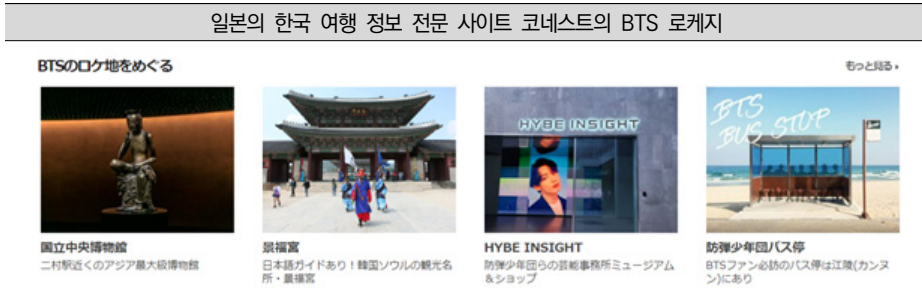 일본의 한국 여행 정보 전문 사이트 코네스트의 BTS 로케지
BTSのロケ地をめぐる
もっと見る
BTS
BUS STOP
HYBE INSIGHT
国立中央博物館
二村駅近くのアジア最大級博物館
景福宮
日本語ガイドあり！韓国ソウルの観光名
所・景福宮
HYBE INSIGHT
防弾少年団らの芸能事務所ミュージアム
＆ショップ
防弾少年団バス停
BTSファン必訪のバス停は江陵(カンヌ
ン)にあり